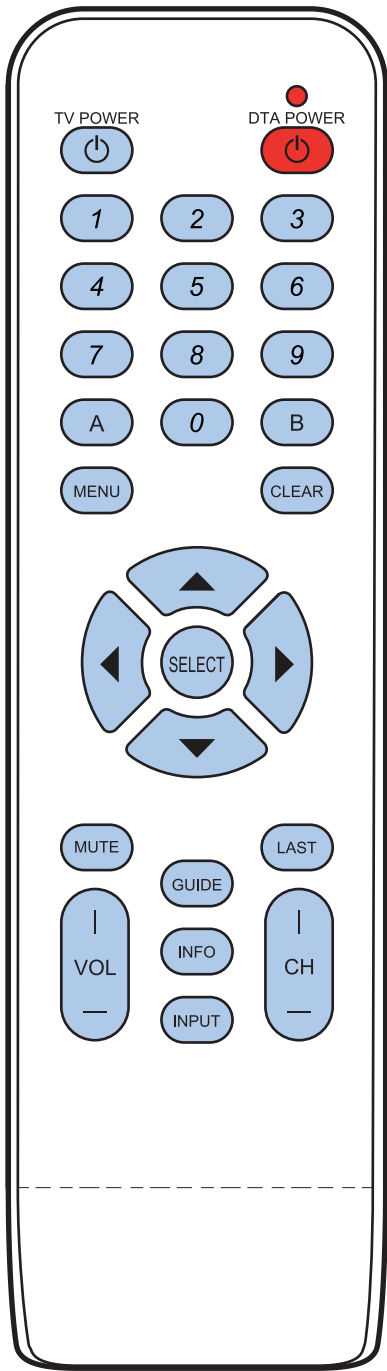 TV POWER DTA POWER
1 2 3
4 5 6
7 8 9
A 0 B
MENU CLEAR
SELECT
MUTE LAST
GUIDE
VOL INFO CH
INPUT